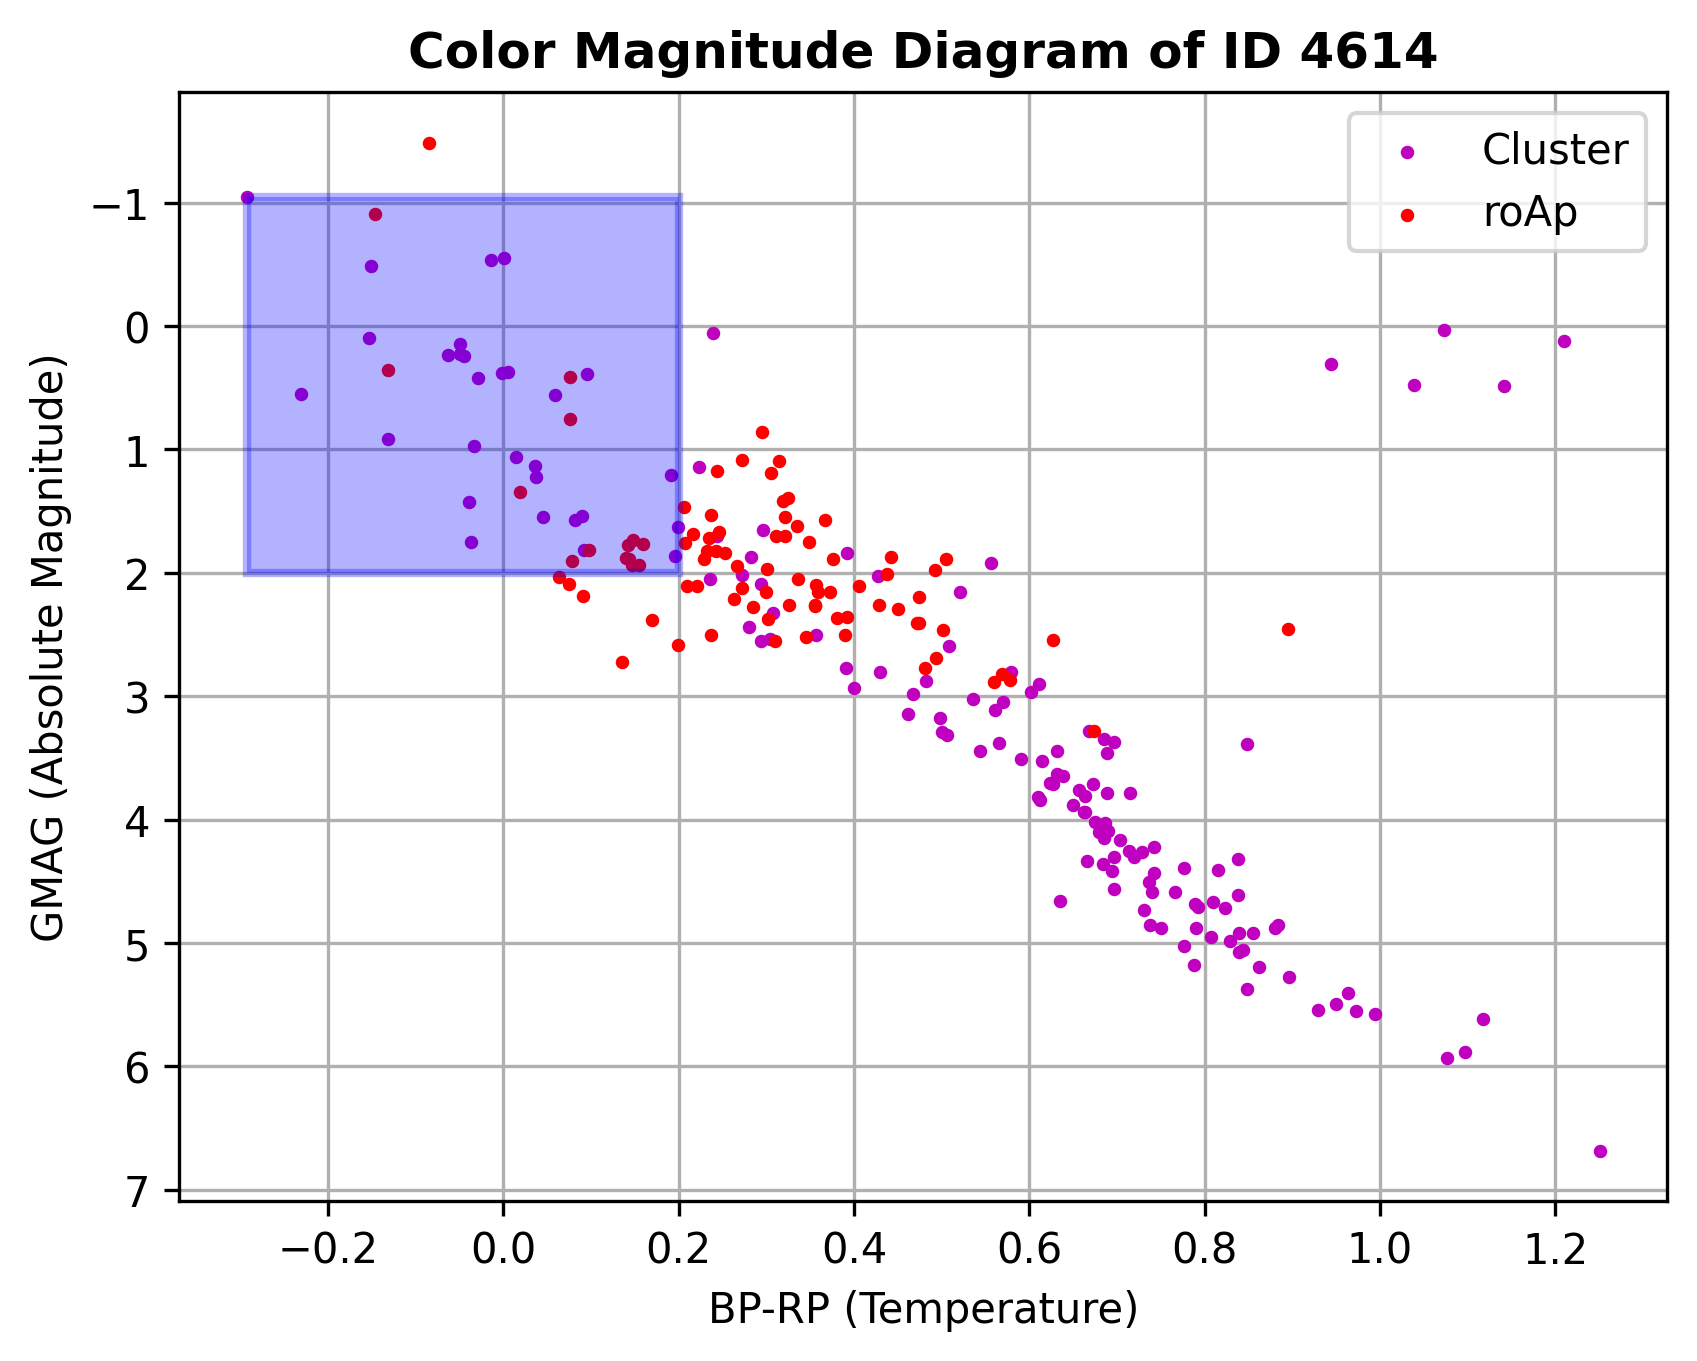 Color Magnitude Diagram of ID 4614
Cluster
roAp
−1
0
1
2
3
4
5
6
7
GMAG (Absolute Magnitude)
−0.2 0.0 0.2 0.4 0.6 0.8 1.0 1.2
BP-RP (Temperature)